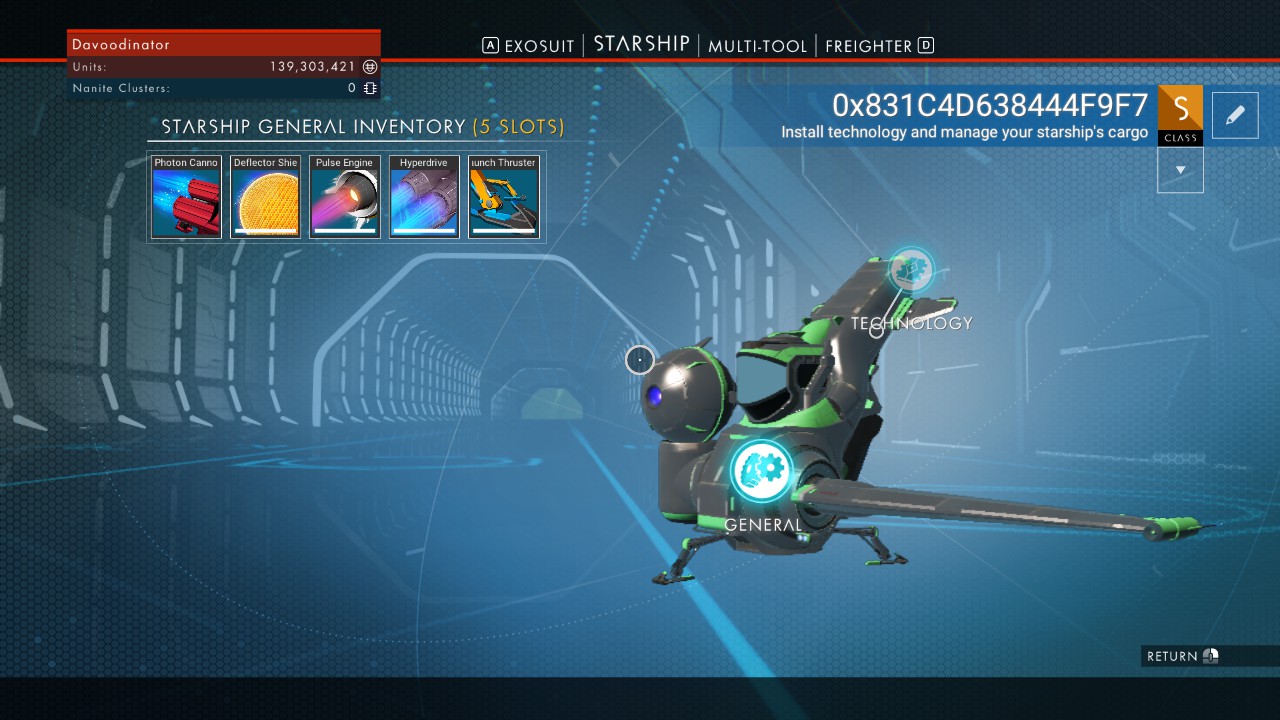 Davoodinator
Units: 139,303,421
Nanite Clusters: 0
A EXOSUIT STARSHIP MULTI-TOOL FREIGHTER D
0x831C4D638444F9F7
Install technology and manage your starship's cargo
S
CLASS
STARSHIP GENERAL INVENTORY (5 SLOTS)
Photon Canno Deflector Shie Pulse Engine Hyperdrive unch Thruster
TECHNOLOGY
GENERAL
RETURN